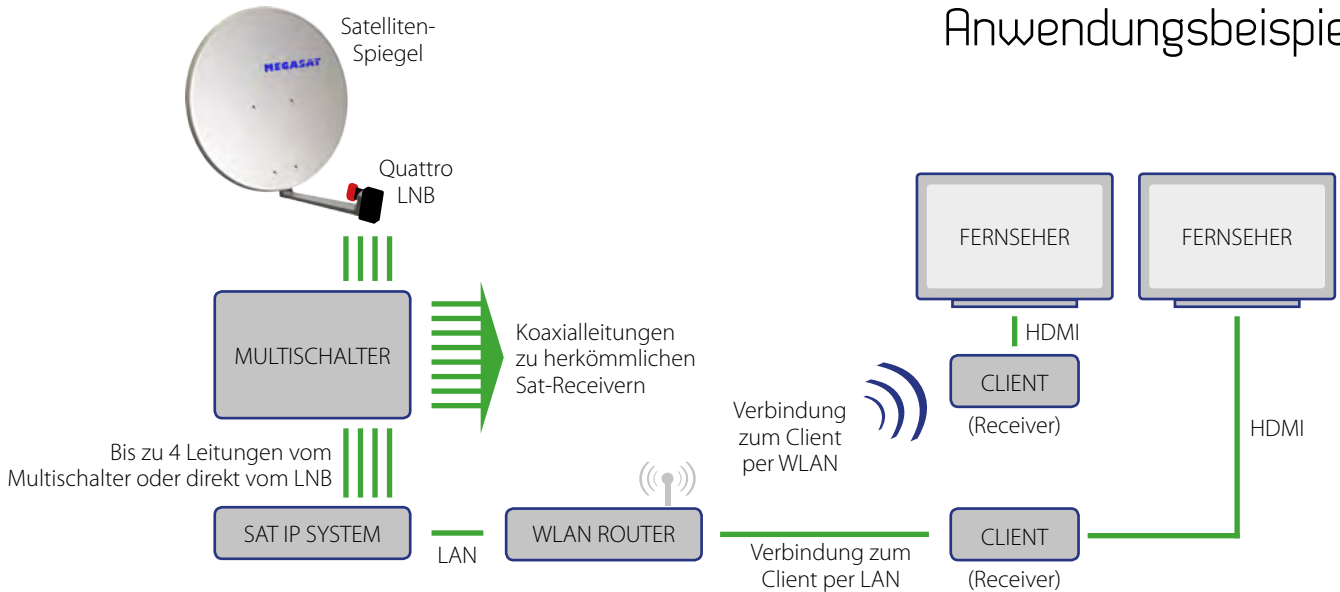 Anwendungsbeispie
Satelliten-
Spiegel
MEGASAT
Quattro
LNB
MULTISCHALTER
Koaxialleitungen
zu herkömmlichen
Sat-Receivern
Bis zu 4 Leitungen vom
Multischalter oder direkt vom LNB
SAT IP SYSTEM
LAN
WLAN ROUTER
Verbindung
zum Client
per WLAN
Verbindung zum
Client per LAN
FERNSEHER
HDMI
CLIENT
(Receiver)
FERNSEHER
HDMI
CLIENT
(Receiver)